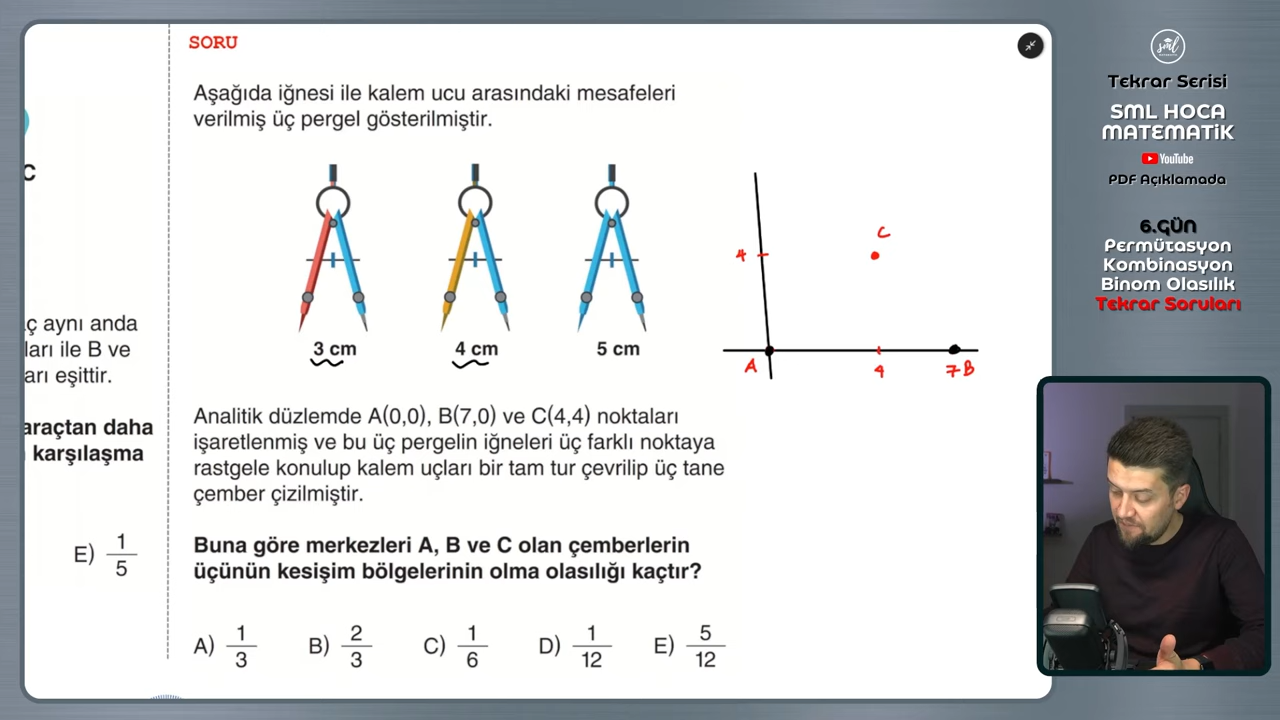 SORU
Aşağıda iğnesi ile kalem ucu arasındaki mesafeleri
verilmiş üç pergel gösterilmiştir.
3 cm
4 cm
5 cm
4
C
A
4
7
B
Analitik düzlemde A(0,0), B(7,0) ve C(4,4) noktaları
işaretlenmiş ve bu üç pergelin iğneleri üç farklı noktaya
rastgele konulup kalem uçları bir tam tur çevrilip üç tane
çember çizilmiştir.
Buna göre merkezleri A, B ve C olan çemberlerin
üçünün kesişim bölgelerinin olma olasılığı kaçtır?
A) 1/3
B) 2/3
C) 1/6
D) 1/12
E) 5/12
C
ç aynı anda
ları ile B ve
arı eşittir.
araçtan daha
karşılaşma
E) 1/5
sml
Tekrar Serisi
SML HOCA
MATEMATİK
YouTube
PDF Açıklamada
6.GÜN
Permütasyon
Kombinasyon
Binom Olasılık
Tekrar Soruları